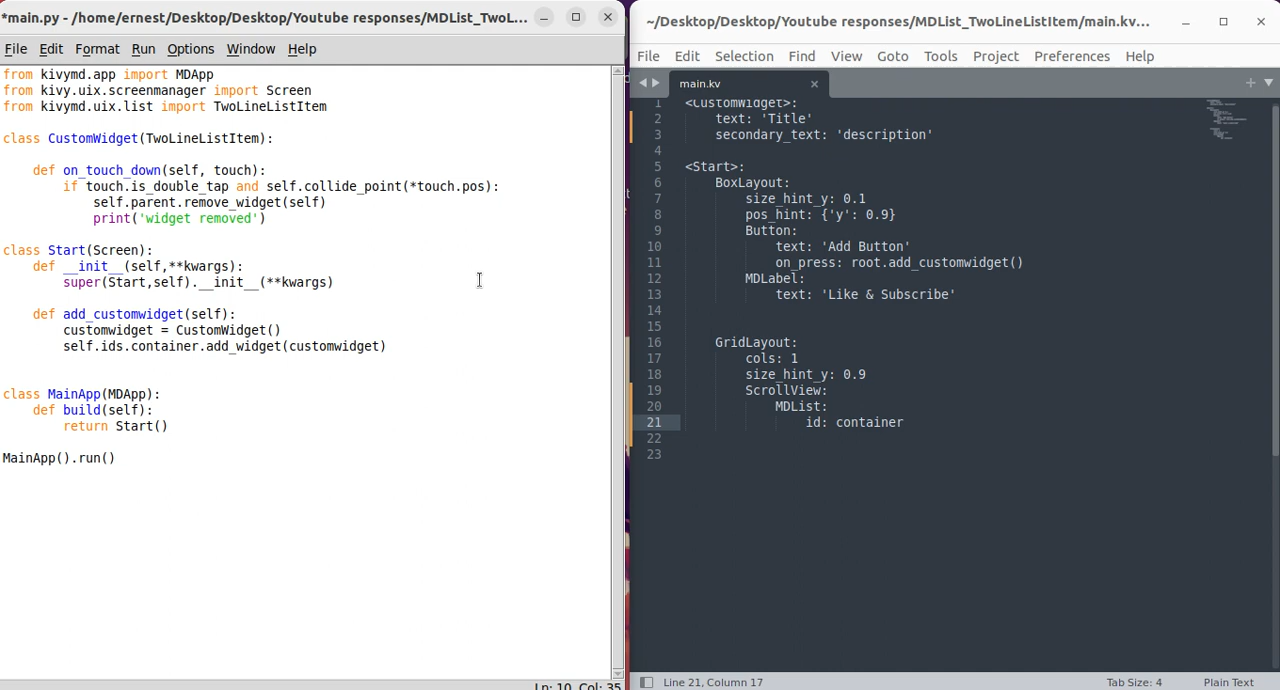 *main.py - /home/ernest/Desktop/Desktop/Youtube responses/MDList_TwoL...
File Edit Format Run Options Window Help
from kivymd.app import MDApp
from kivy.uix.screenmanager import Screen
from kivymd.uix.list import TwoLineListItem
class CustomWidget(TwoLineListItem):
def on_touch_down(self, touch):
if touch.is_double_tap and self.collide_point(*touch.pos):
self.parent.remove_widget(self)
print('widget removed')
class Start(Screen):
def __init__(self,**kwargs):
super(Start,self).__init__(**kwargs)
def add_customwidget(self):
customwidget = CustomWidget()
self.ids.container.add_widget(customwidget)
class MainApp(MDApp):
def build(self):
return Start()
MainApp().run()
Ln: 10 Col: 35
~/Desktop/Desktop/Youtube responses/MDList_TwoLineListItem/main.kv...
File Edit Selection Find View Goto Tools Project Preferences Help
main.kv
1 <CustomWidget>:
2 text: 'Title'
3 secondary_text: 'description'
4
5 <Start>:
6 BoxLayout:
7 size_hint_y: 0.1
8 pos_hint: {'y': 0.9}
9 Button:
10 text: 'Add Button'
11 on_press: root.add_customwidget()
12 MDLabel:
13 text: 'Like & Subscribe'
14
15
16 GridLayout:
17 cols: 1
18 size_hint_y: 0.9
19 ScrollView:
20 MDList:
21 id: container
22
23
Line 21, Column 17 Tab Size: 4 Plain Text